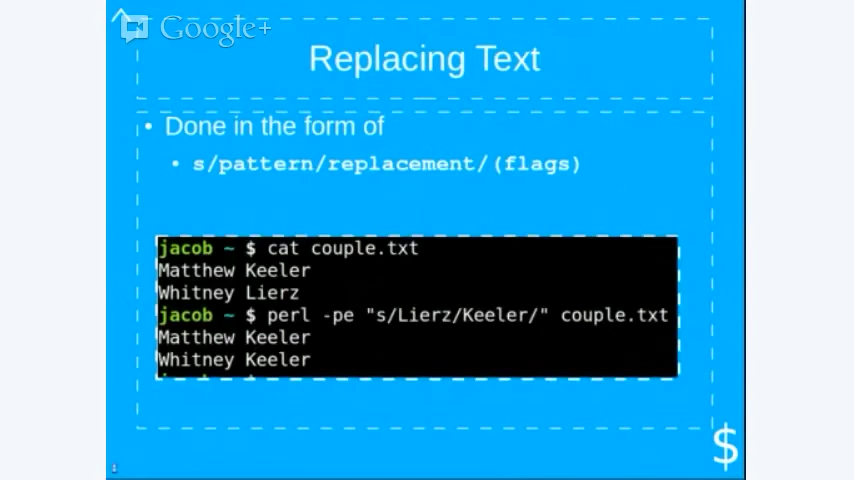 Google+
Replacing Text
• Done in the form of
• s/pattern/replacement/(flags)
jacob ~ $ cat couple.txt
Matthew Keeler
Whitney Lierz
jacob ~ $ perl -pe "s/Lierz/Keeler/" couple.txt
Matthew Keeler
Whitney Keeler
$